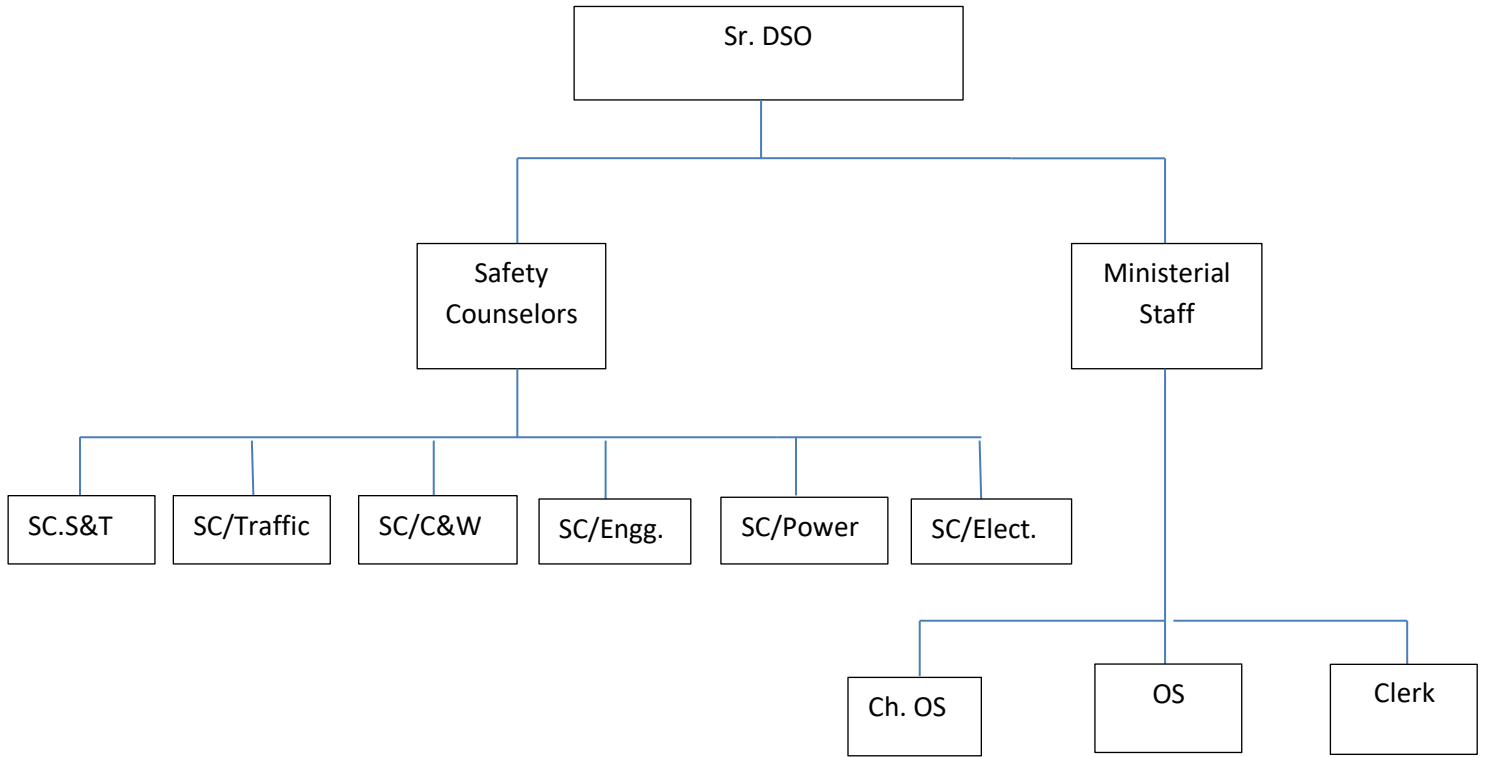 Sr. DSO
Safety
Counselors
Ministerial
Staff
SC.S&T
SC/Traffic
SC/C&W
SC/Engg.
SC/Power
SC/Elect.
Ch. OS
OS
Clerk